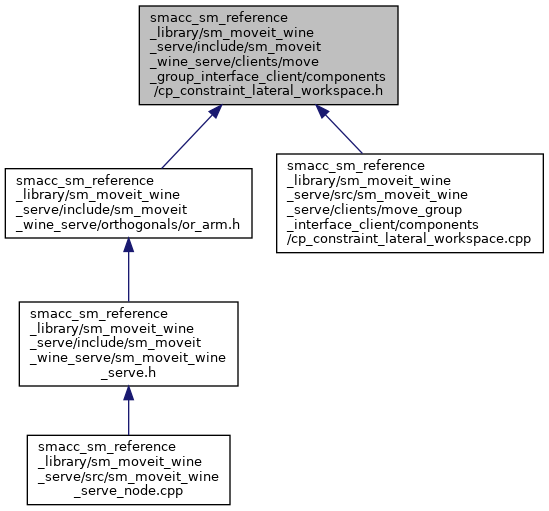 smacc_sm_reference
_library/sm_moveit_wine
_serve/include/sm_moveit
_wine_serve/clients/move
_group_interface_client/components
/cp_constraint_lateral_workspace.h
smacc_sm_reference
_library/sm_moveit_wine
_serve/include/sm_moveit
_wine_serve/orthogonals/or_arm.h
smacc_sm_reference
_library/sm_moveit_wine
_serve/src/sm_moveit_wine
_serve/clients/move_group
_interface_client/components
/cp_constraint_lateral_workspace.cpp
smacc_sm_reference
_library/sm_moveit_wine
_serve/include/sm_moveit
_wine_serve/sm_moveit_wine
_serve.h
smacc_sm_reference
_library/sm_moveit_wine
_serve/src/sm_moveit_wine
_serve_node.cpp